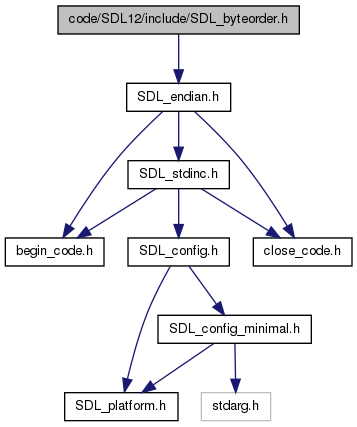 code/SDL12/include/SDL_byteorder.h
SDL_endian.h
SDL_stdinc.h
begin_code.h
SDL_config.h
close_code.h
SDL_config_minimal.h
SDL_platform.h
stdarg.h